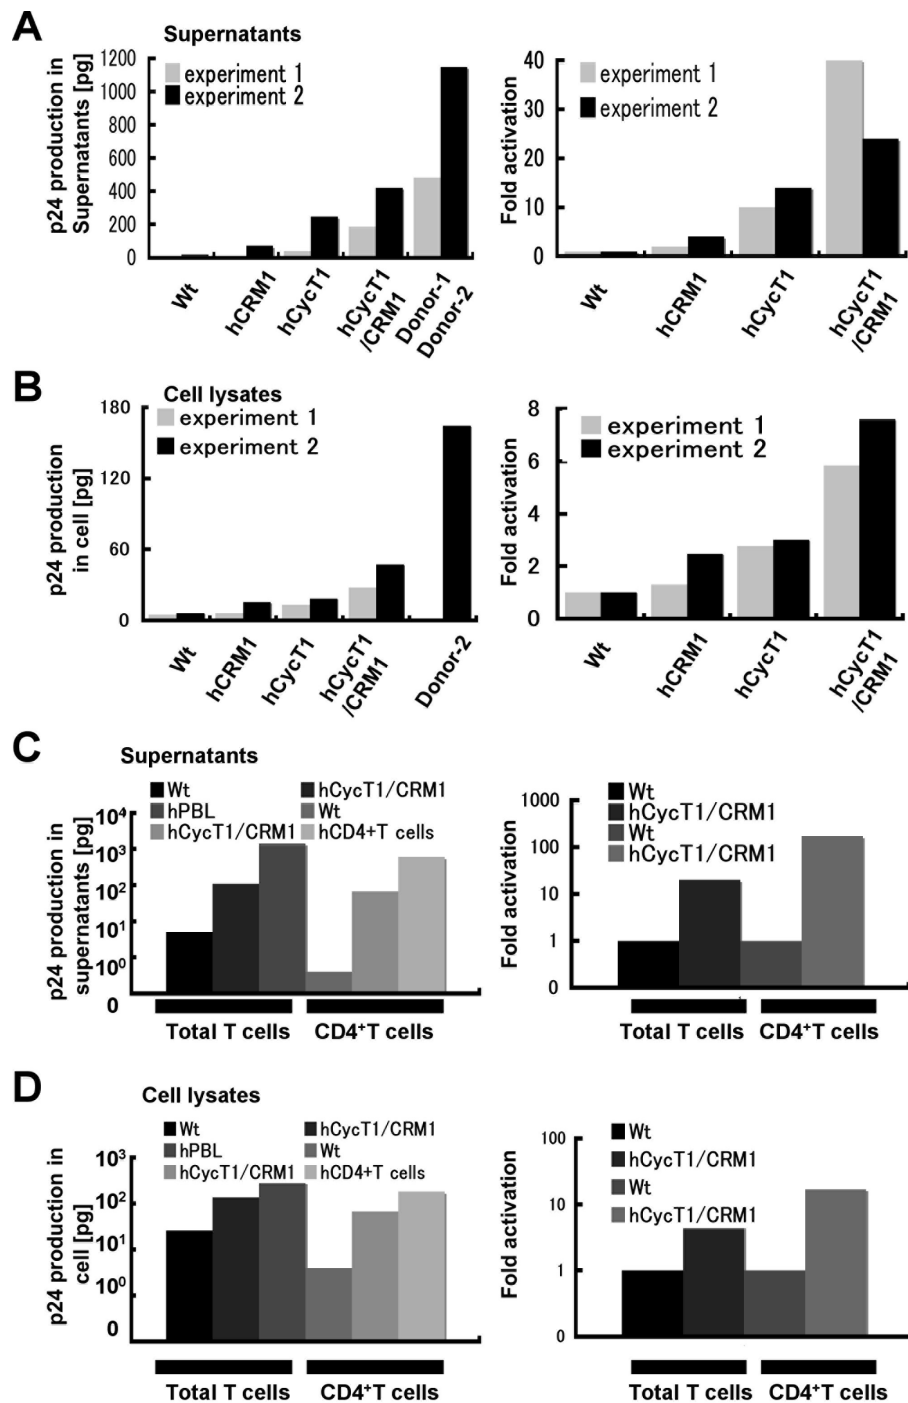 A
Supernatants
p24 production in
Supernatants [pg]
1200
1000
800
600
400
200
0
experiment 1
experiment 2
Wt
hCRM1
hCycT1
hCycT1
/CRM1
Donor-1
Donor-2
Fold activation
40
30
20
10
0
experiment 1
experiment 2
Wt
hCRM1
hCycT1
hCycT1
/CRM1
B
Cell lysates
p24 production
in cell [pg]
180
120
60
0
experiment 1
experiment 2
Wt
hCRM1
hCycT1
hCycT1
/CRM1
Donor-2
Fold activation
8
6
4
2
0
experiment 1
experiment 2
Wt
hCRM1
hCycT1
hCycT1
/CRM1
C
Supernatants
Wt hCycT1/CRM1
hPBL Wt
hCycT1/CRM1 hCD4+T cells
p24 production in
supernatants [pg]
10⁴
10³
10²
10¹
10⁰
0
Total T cells CD4⁺T cells
Wt
hCycT1/CRM1
Wt
hCycT1/CRM1
Fold activation
1000
100
10
1
0
Total T cells CD4⁺T cells
D
Cell lysates
Wt hCycT1/CRM1
hPBL Wt
hCycT1/CRM1 hCD4+T cells
p24 production in
cell [pg]
10³
10²
10¹
10⁰
0
Total T cells CD4⁺T cells
Wt
hCycT1/CRM1
Wt
hCycT1/CRM1
Fold activation
100
10
1
0
Total T cells CD4⁺T cells